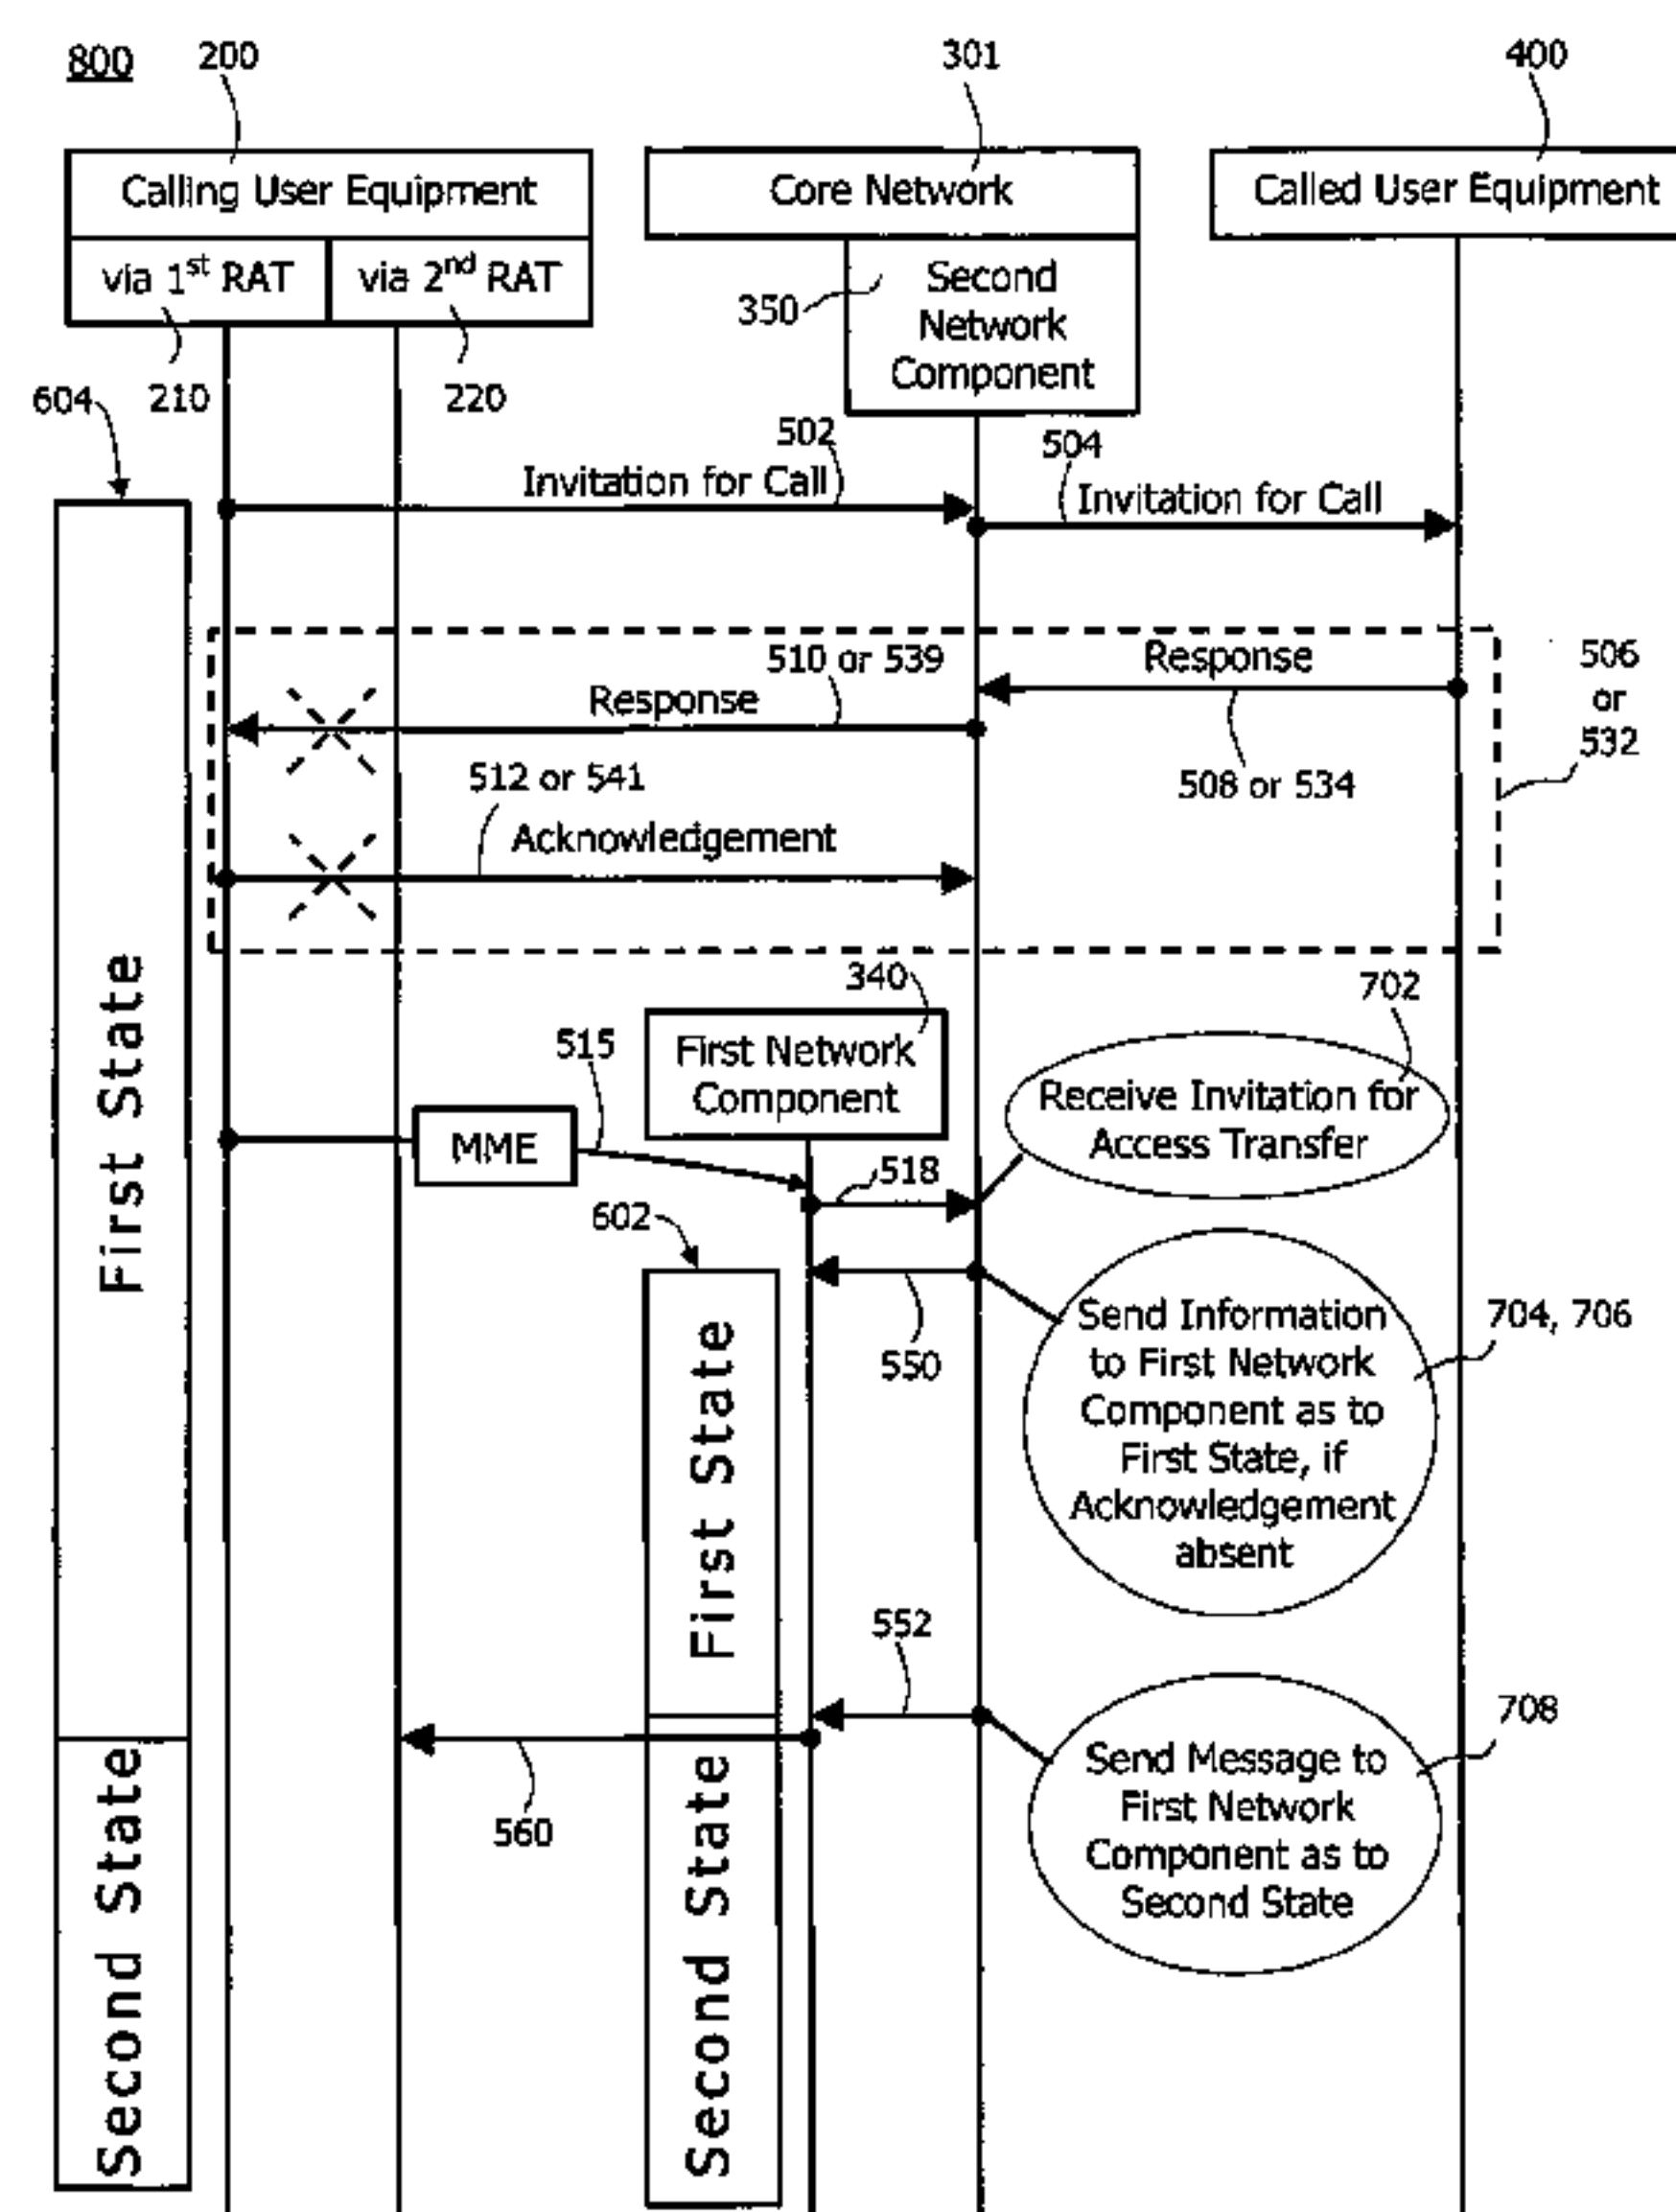 800
200
301
400
Calling User Equipment
Core Network
Called User Equipment
via 1st RAT
via 2nd RAT
Second
Network
Component
350
604
210
220
502
504
Invitation for Call
Invitation for Call
510 or 539
Response
506
or
532
Response
508 or 534
512 or 541
Acknowledgement
340
702
515
First Network
Component
Receive Invitation for
Access Transfer
MME
518
602
First State
550
Send Information
to First Network
Component as to
First State, if
Acknowledgement
absent
704, 706
First State
552
708
Send Message to
First Network
Component as to
Second State
560
Second State
Second State